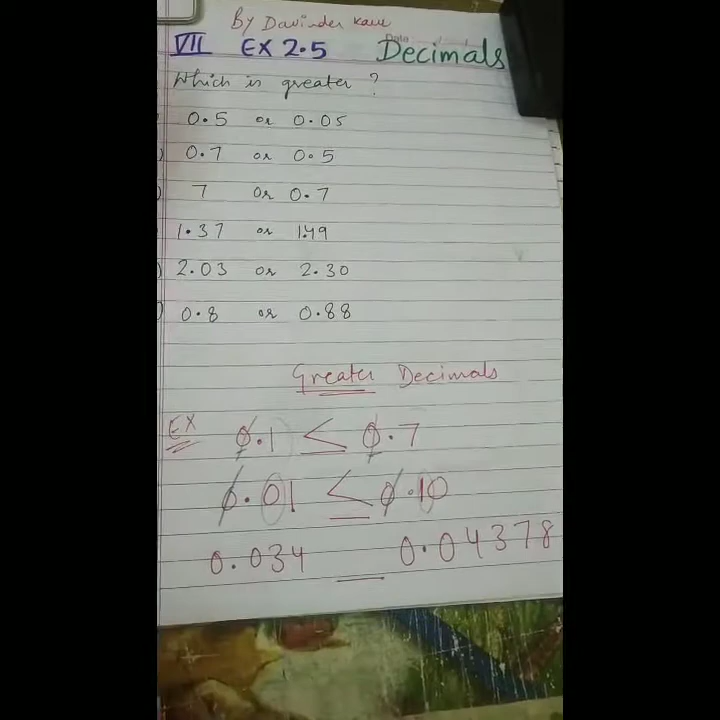 By Davinder Kaur
VII EX 2.5 Decimals
Date
Which is greater ?
0.5 or 0.05
) 0.7 or 0.5
) 7 or 0.7
1.37 or 1.49
) 2.03 or 2.30
) 0.8 or 0.88
Greater Decimals
EX 0.1 < 0.7
0.01 < 0.10
0.034 __ 0.04378